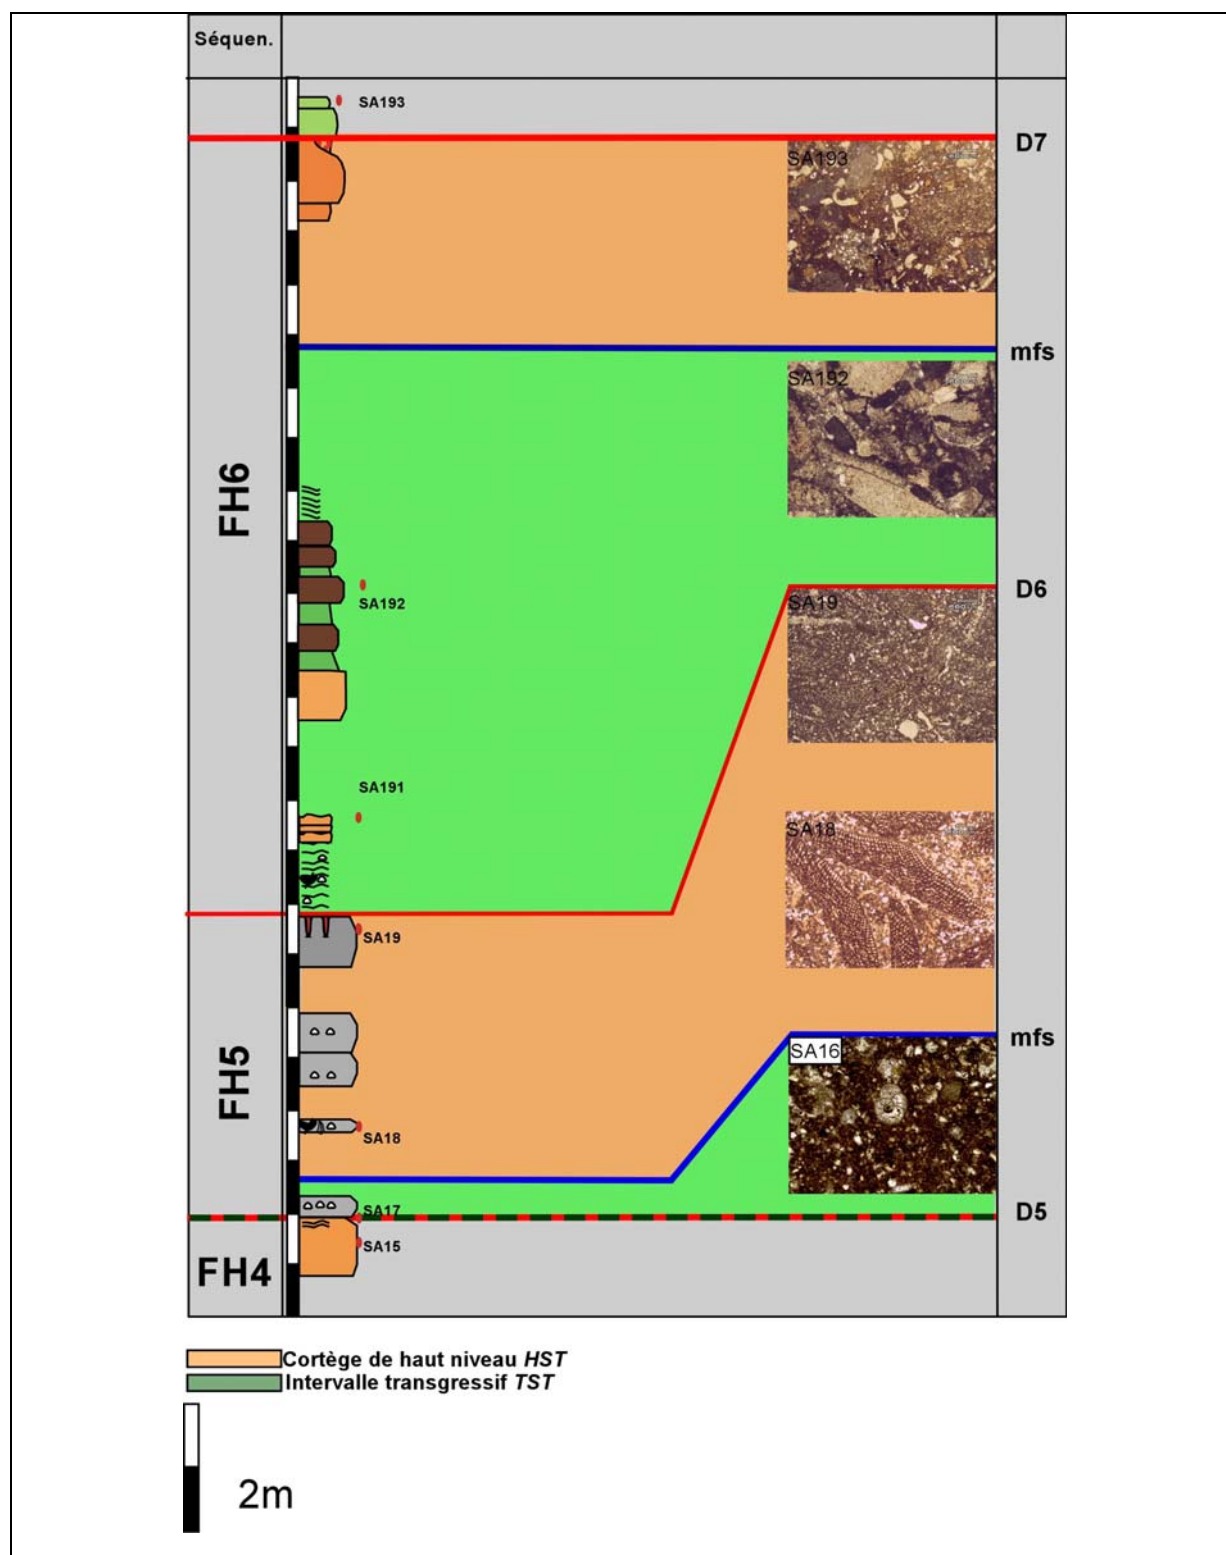 Séquen.
SA193
D7
SA193
mfs
SA192
FH6
D6
SA192
SA19
SA191
SA18
SA19
mfs
SA16
FH5
SA18
SA17
D5
SA15
FH4
Cortège de haut niveau HST
Intervalle transgressif TST
2m